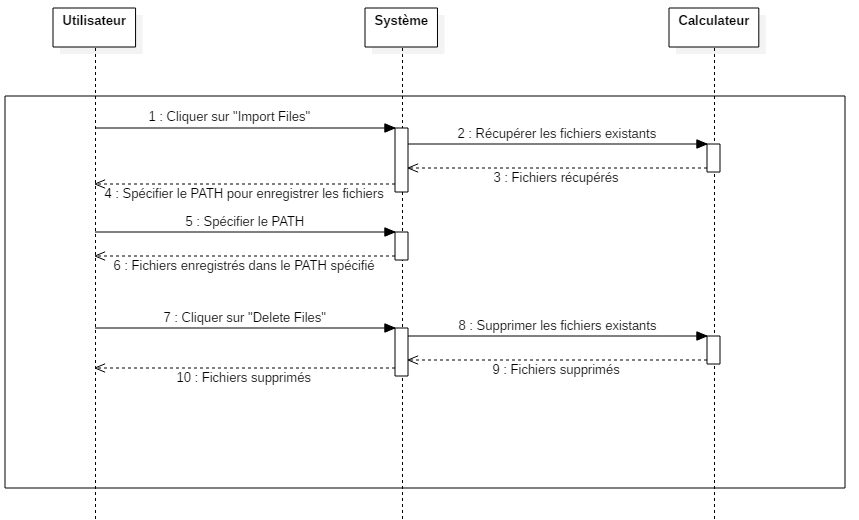 Utilisateur
Système
Calculateur
1 : Cliquer sur "Import Files"
2 : Récupérer les fichiers existants
3 : Fichiers récupérés
4 : Spécifier le PATH pour enregistrer les fichiers
5 : Spécifier le PATH
6 : Fichiers enregistrés dans le PATH spécifié
7 : Cliquer sur "Delete Files"
8 : Supprimer les fichiers existants
9 : Fichiers supprimés
10 : Fichiers supprimés